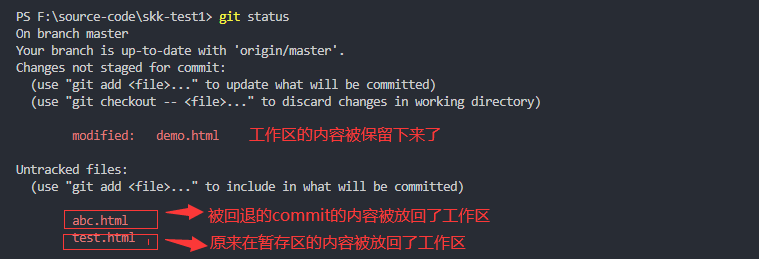 PS F:\source-code\skk-test1> git status
On branch master
Your branch is up-to-date with 'origin/master'.
Changes not staged for commit:
(use "git add <file>..." to update what will be committed)
(use "git checkout -- <file>..." to discard changes in working directory)
modified: demo.html 工作区的内容被保留下来了
Untracked files:
(use "git add <file>..." to include in what will be committed)
abc.html 被回退的commit的内容被放回了工作区
test.html 原来在暂存区的内容被放回了工作区